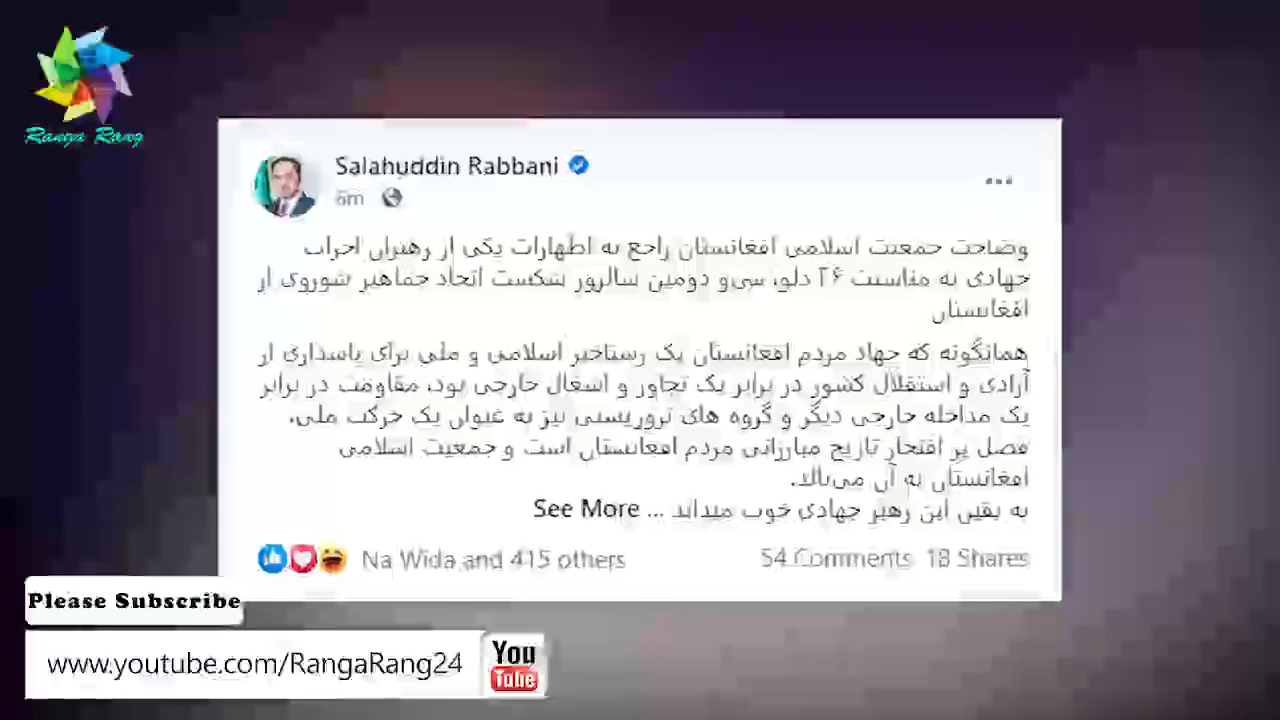 Ranga Rang
Salahuddin Rabbani
6m
وضاحت جمعیت اسلامی افغانستان راجع به اظهارات یکی از رهبران احزاب
جهادی به مناسبت ۲۶ دلو، سی‌و دومین سالروز شکست اتحاد جماهیر شوروی از
افغانستان
همانگونه که جهاد مردم افغانستان یک رستاخیز اسلامی و ملی برای پاسداری از
آزادی و استقلال کشور در برابر یک تجاوز و اشغال خارجی بود، مقاومت در برابر
یک مداخله خارجی دیگر و گروه های تروریستی نیز به عنوان یک حرکت ملی،
فصل پر افتخار تاریخ مبارزاتی مردم افغانستان است و جمعیت اسلامی
افغانستان به آن می‌بالد.
به یقین این رهبر جهادی خوب میداند ... See More
Na Wida and 415 others 54 Comments 18 Shares
Please Subscribe
www.youtube.com/RangaRang24
You
Tube